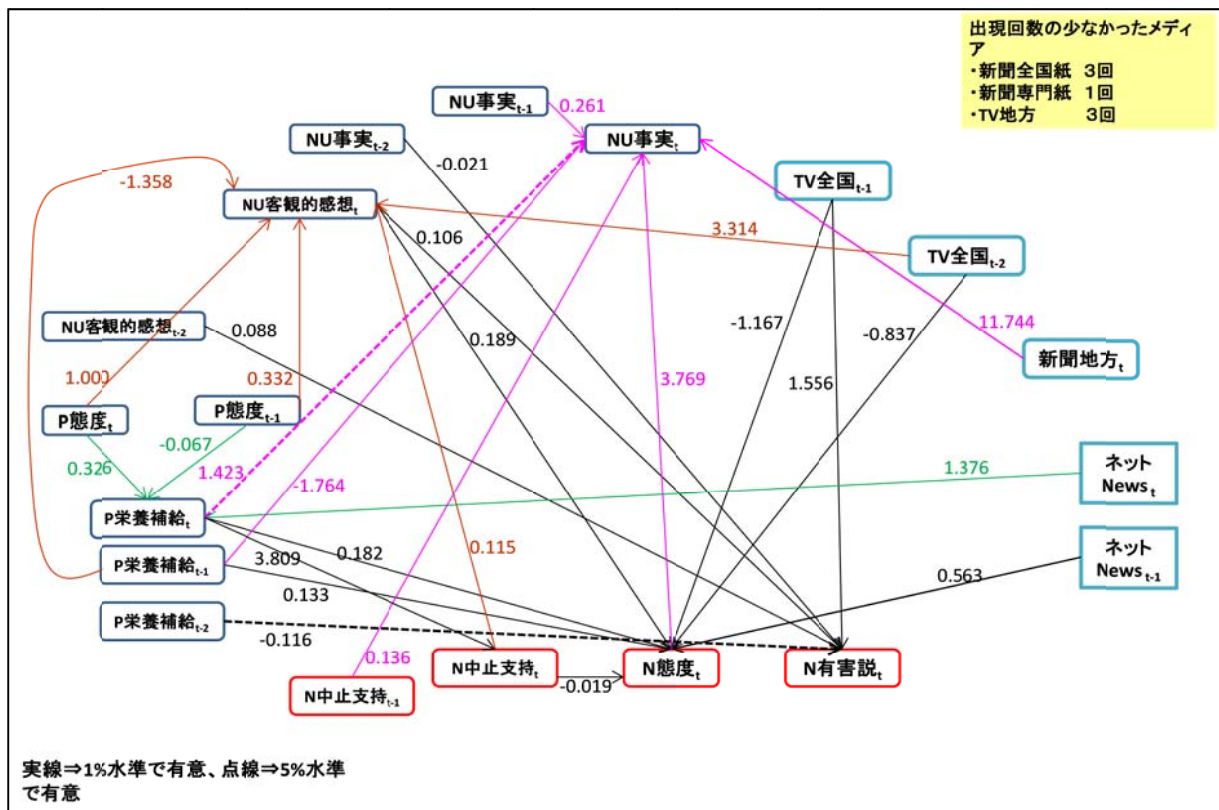 出現回数の少なかったメディ
ア
・新聞全国紙 3回
・新聞専門紙 1回
・TV地方 3回
NU事実t-1
0.261
NU事実t-2
NU事実t
-0.021
-1.358
TV全国t-1
NU客観的感想t
0.106
3.314
TV全国t-2
NU客観的感想t-2
0.088
0.189
-1.167
-0.837
11.744
新聞地方t
1.000
0.332
3.769
1.556
P態度t
P態度t-1
-0.067
0.326
1.423
-1.764
1.376
ネット
Newst
P栄養補給t
P栄養補給t-1
3.809
0.182
0.115
ネット
Newst-1
0.563
0.133
P栄養補給t-2
-0.116
0.136
N中止支持t
-0.019
N態度t
N有害説t
N中止支持t-1
実線⇒1%水準で有意、点線⇒5%水準
で有意